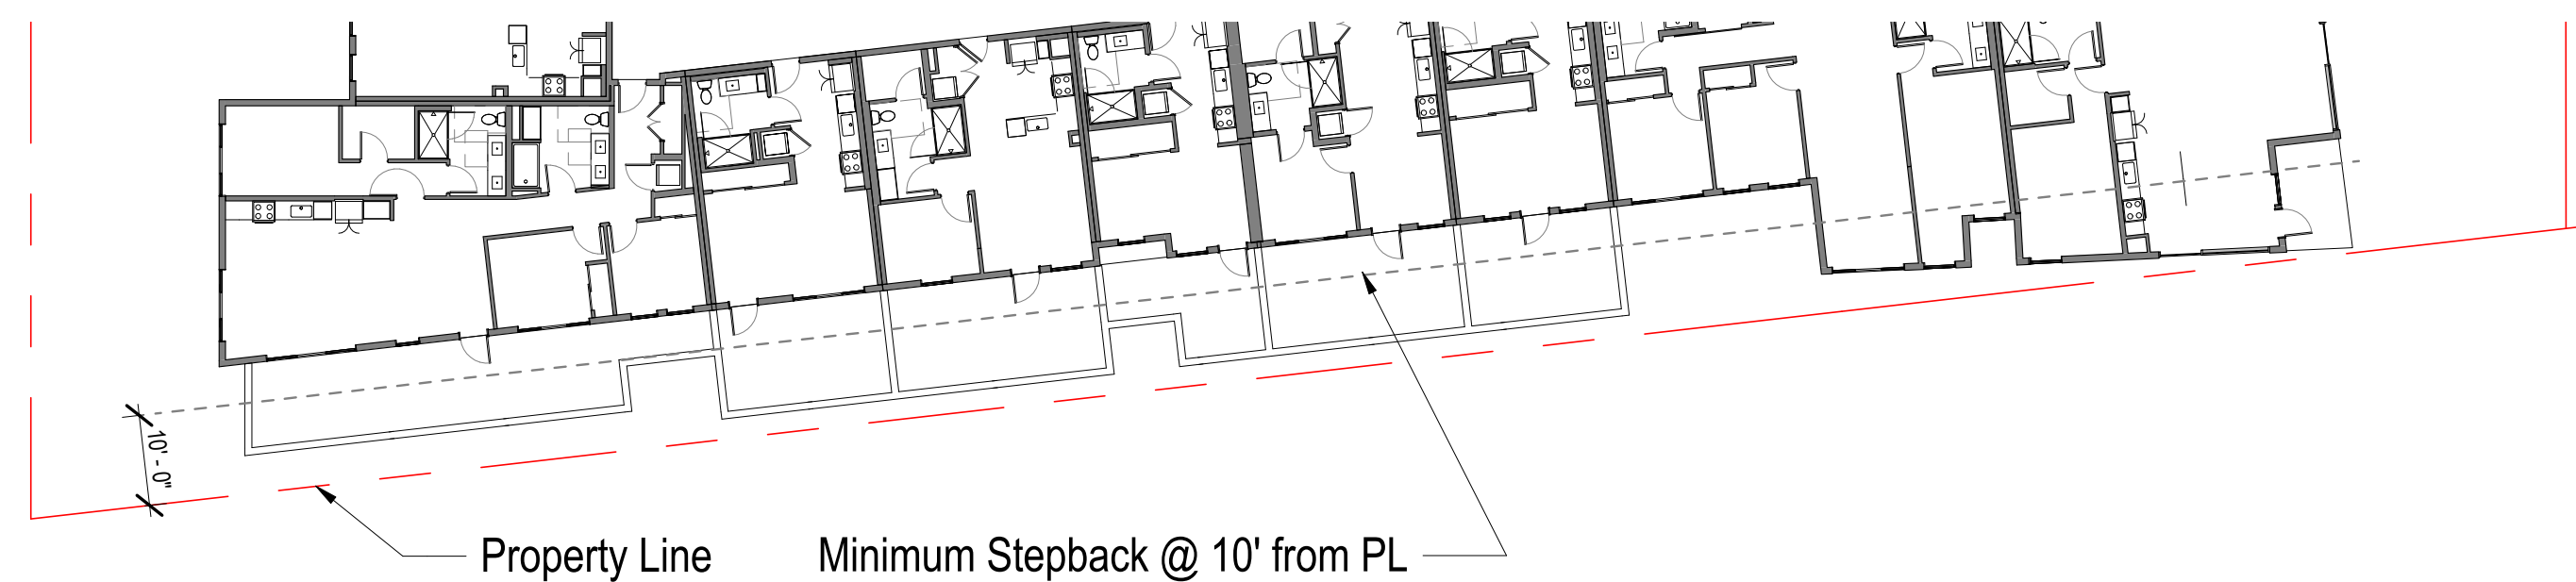 10' - 0"
Property Line
Minimum Stepback @ 10' from PL